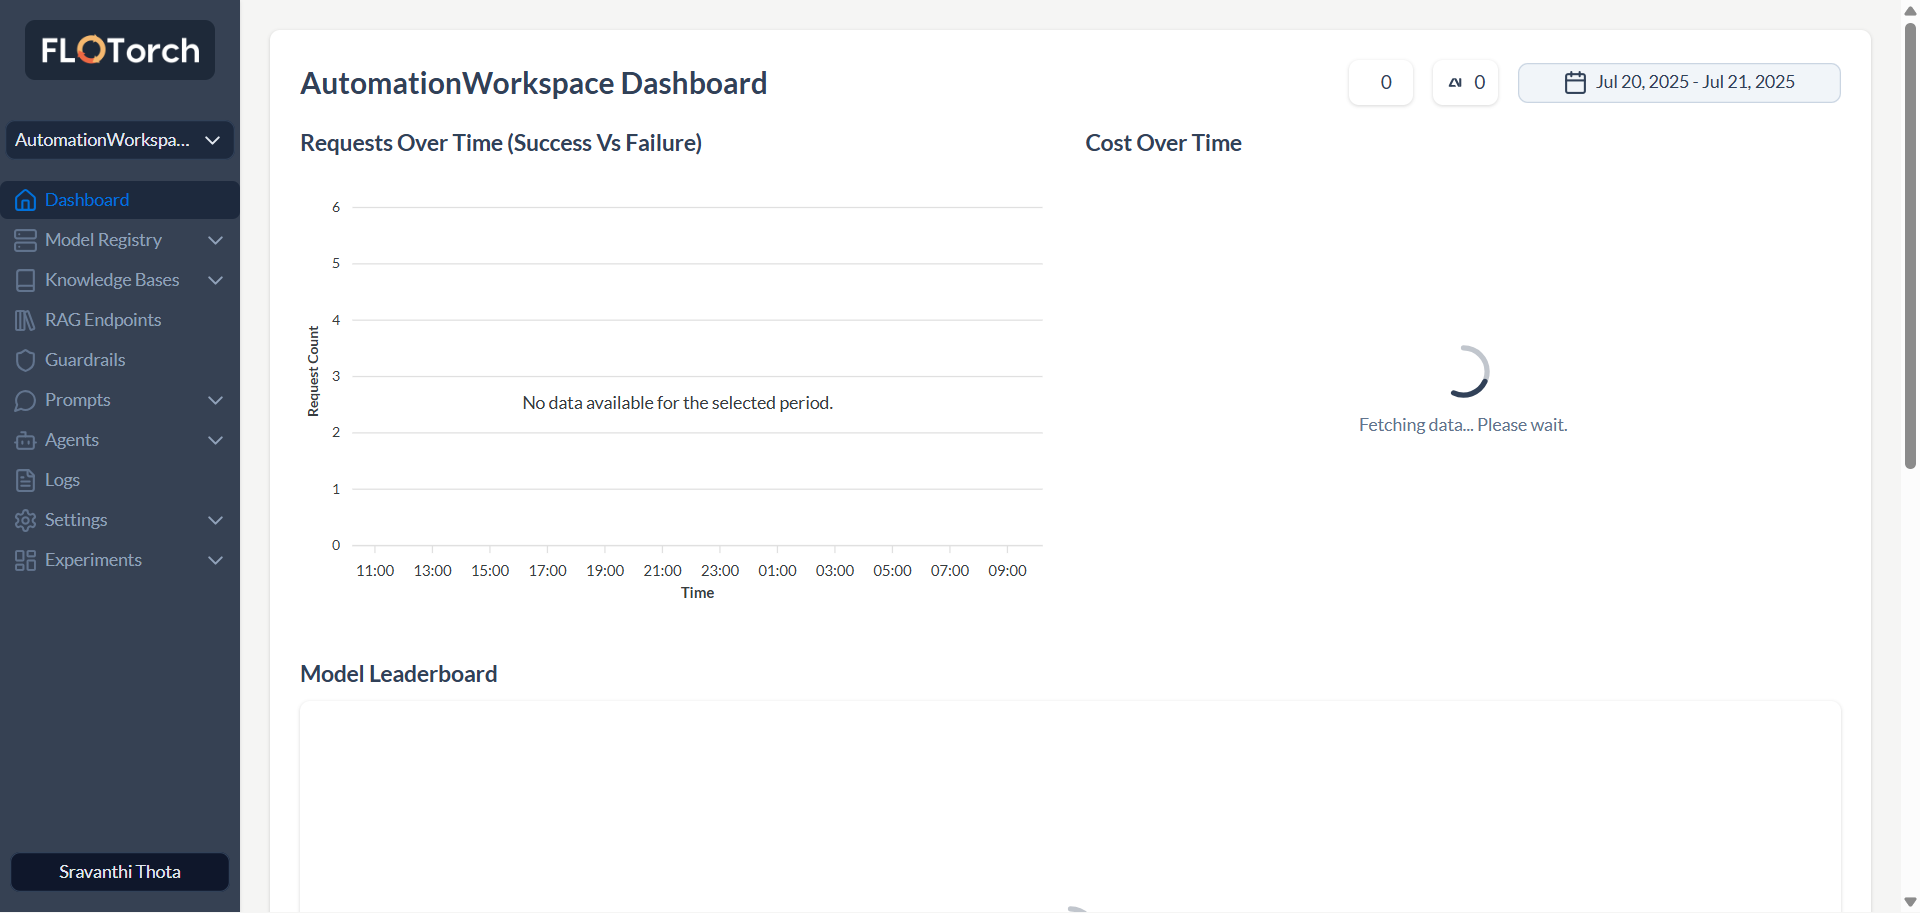 FLOTorch
AutomationWorkspa...
Dashboard
Model Registry
Knowledge Bases
RAG Endpoints
Guardrails
Prompts
Agents
Logs
Settings
Experiments
Sravanthi Thota
AutomationWorkspace Dashboard
0
0
Jul 20, 2025 - Jul 21, 2025
Requests Over Time (Success Vs Failure)
6
5
4
3
2
1
0
Request Count
No data available for the selected period.
11:00 13:00 15:00 17:00 19:00 21:00 23:00 01:00 03:00 05:00 07:00 09:00
Time
Cost Over Time
Fetching data... Please wait.
Model Leaderboard